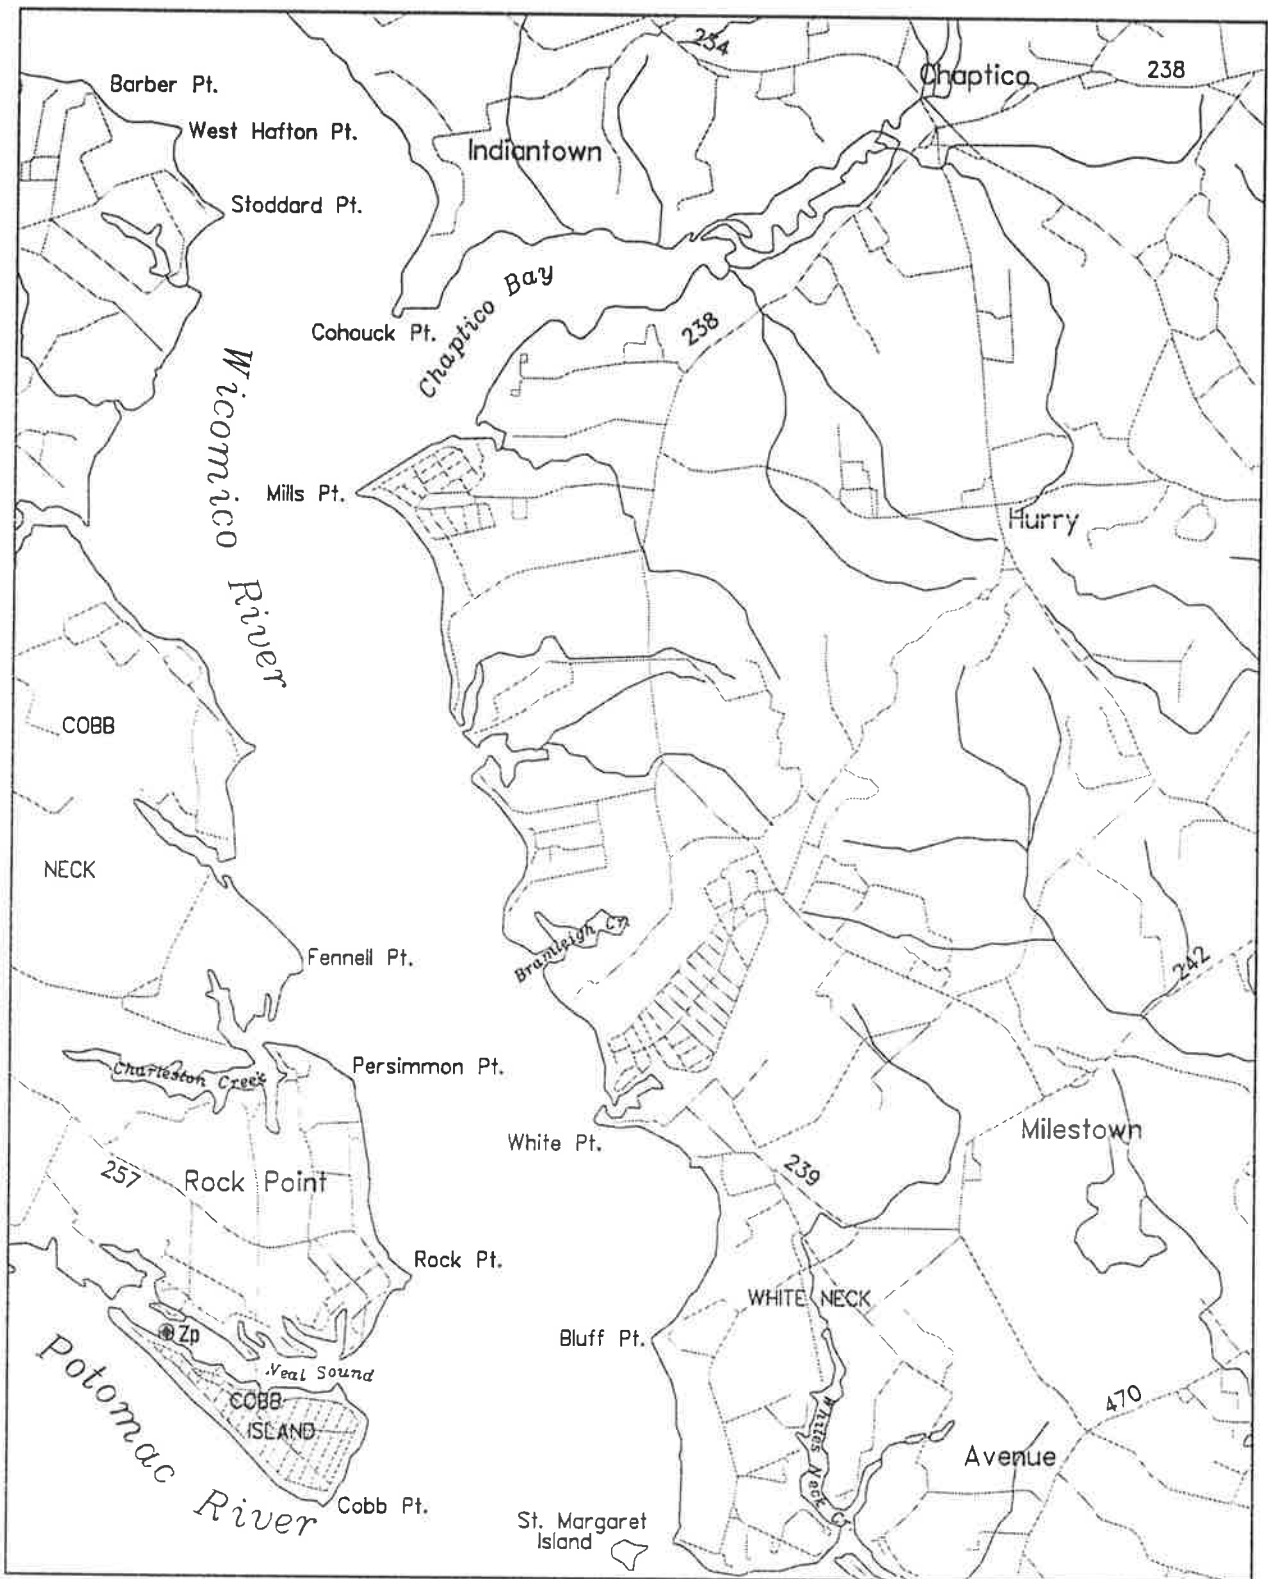 234
Chaptico
238
Barber Pt.
West Hafton Pt.
Indiantown
Stoddard Pt.
Chaptico Bay
Cohouck Pt.
238
Wicomico River
Mills Pt.
Hurry
COBB
NECK
Bramleigh Cr.
Fennell Pt.
242
Persimmon Pt.
Charleston Creek
White Pt.
Milestown
257
Rock Point
239
Rock Pt.
WHITE NECK
Zp
Bluff Pt.
Neal Sound
COBB
ISLAND
470
Whites Neck Cr.
Avenue
Potomac River
Cobb Pt.
St. Margaret
Island